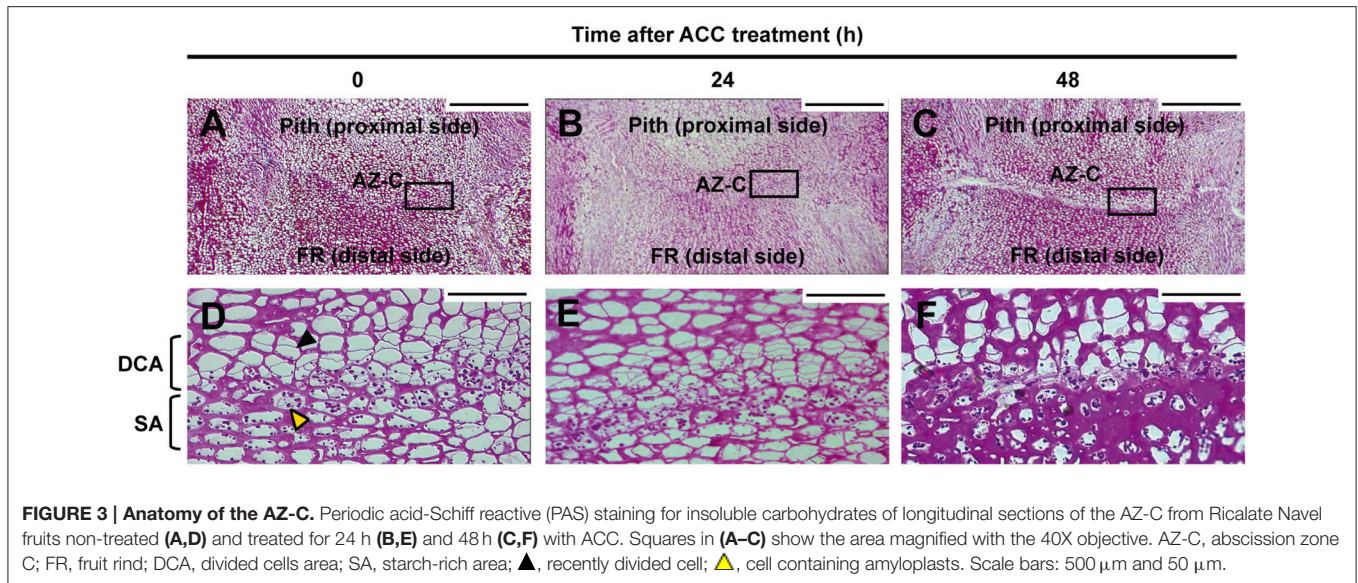 Time after ACC treatment (h)
0 24 48
A B C
Pith (proximal side) Pith (proximal side) Pith (proximal side)
AZ-C AZ-C AZ-C
FR (distal side) FR (distal side) FR (distal side)
D E F
DCA
SA
FIGURE 3 | Anatomy of the AZ-C. Periodic acid-Schiff reactive (PAS) staining for insoluble carbohydrates of longitudinal sections of the AZ-C from Ricalate Navel
fruits non-treated (A,D) and treated for 24 h (B,E) and 48 h (C,F) with ACC. Squares in (A–C) show the area magnified with the 40X objective. AZ-C, abscission zone
C; FR, fruit rind; DCA, divided cells area; SA, starch-rich area; ▲, recently divided cell; △, cell containing amyloplasts. Scale bars: 500 μm and 50 μm.